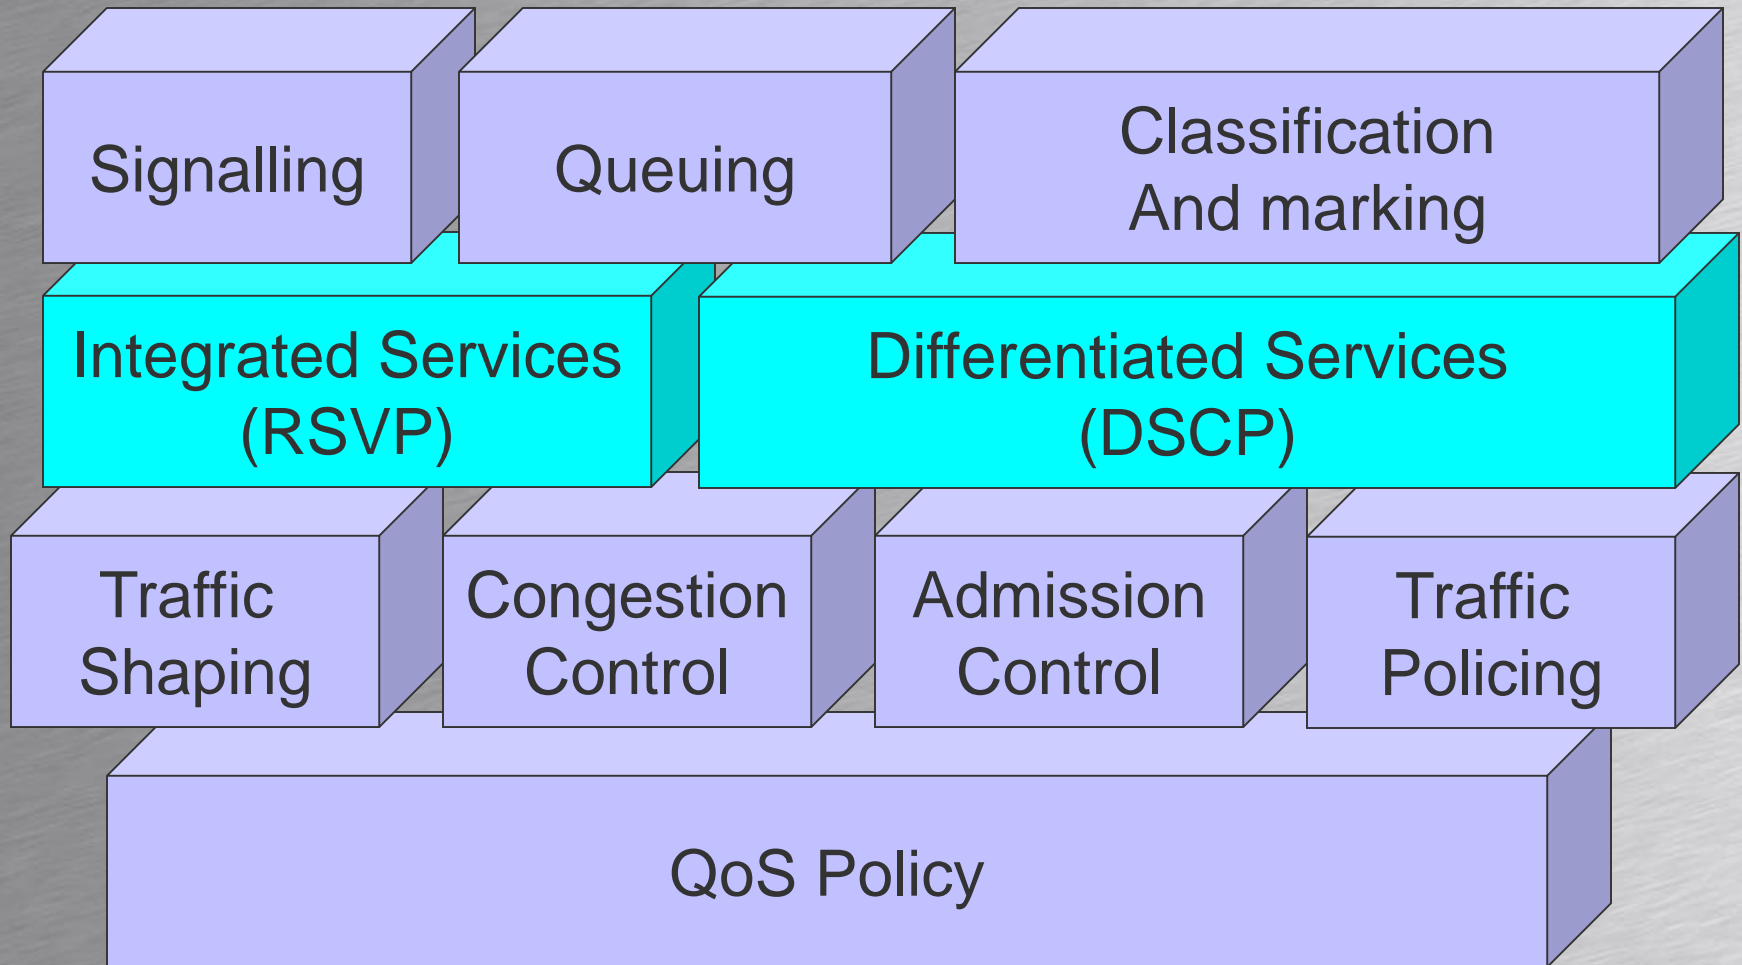 Signalling
Queuing
Classification
And marking
Integrated Services
(RSVP)
Differentiated Services
(DSCP)
Traffic
Shaping
Congestion
Control
Admission
Control
Traffic
Policing
QoS Policy